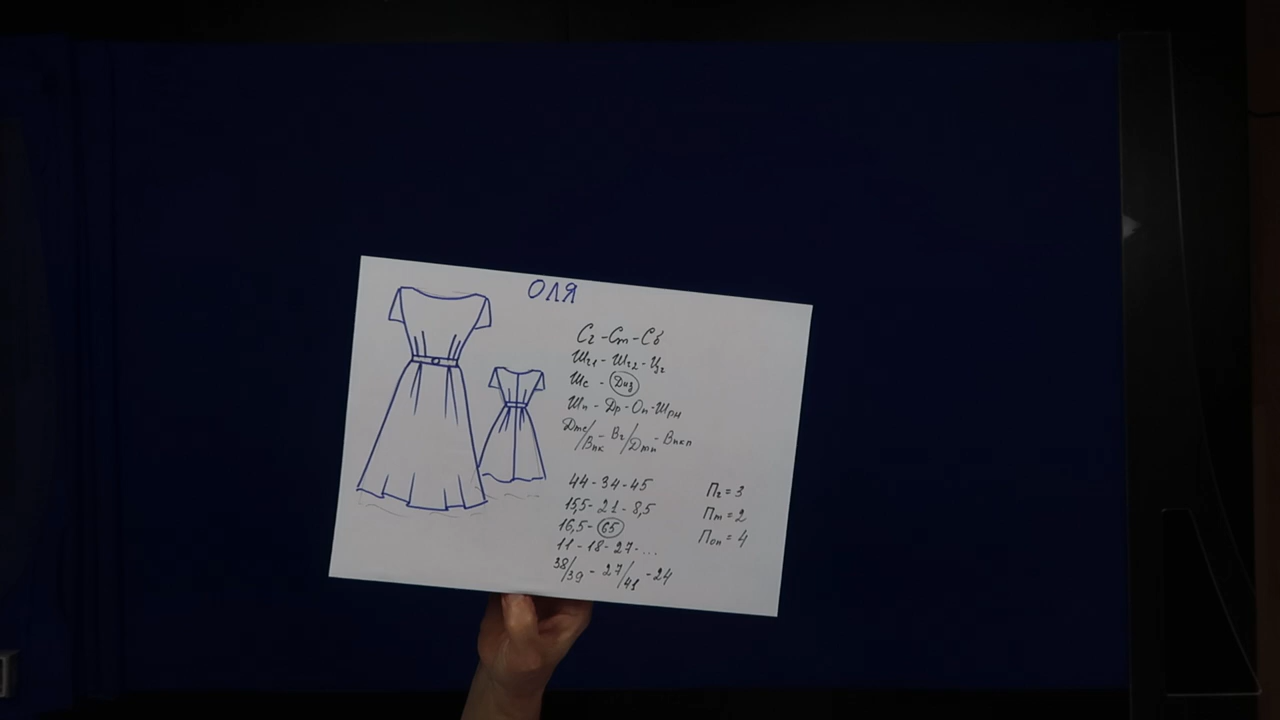 ОЛЯ
Сг - Ст - Сб
Шг1 - Шг2 - Цг
Шс - Диз
Шп - Др - Оп - Шрн
Дтс/Впк - Вг/Дтп - Впкп
44 - 34 - 45
15,5 - 21 - 8,5
16,5 - 65
11 - 18 - 27 - ...
38/39 - 27/41 - 24
Пг = 3
Пт = 2
Поп = 4